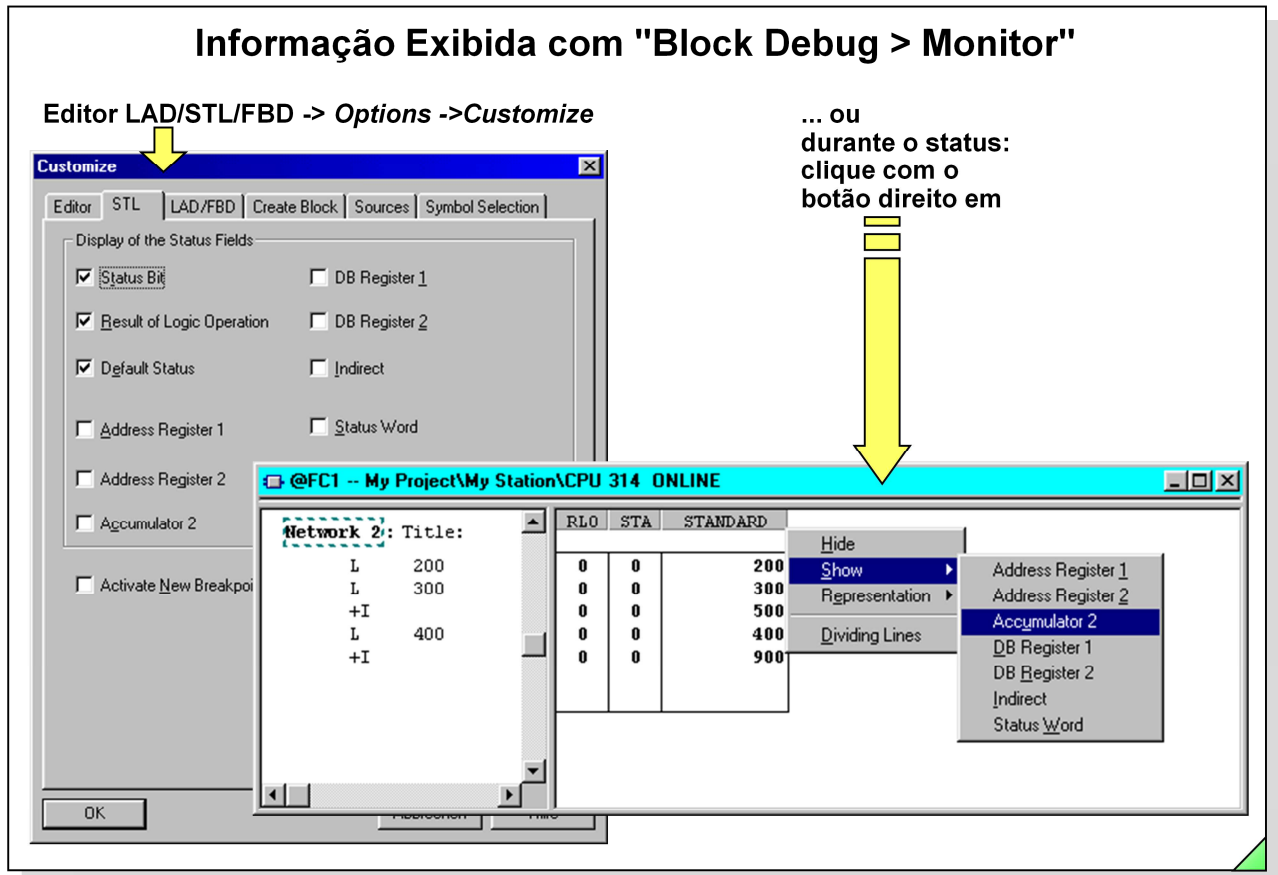 Informação Exibida com "Block Debug > Monitor"
Editor LAD/STL/FBD -> Options ->Customize
... ou
durante o status:
clique com o
botão direito em
Customize
Editor STL LAD/FBD Create Block Sources Symbol Selection
Display of the Status Fields
Status Bit
DB Register 1
Result of Logic Operation
DB Register 2
Default Status
Indirect
Address Register 1
Status Word
Address Register 2
Accumulator 2
Activate New Breakpoi
OK
@FC1 -- My Project\My Station\CPU 314 ONLINE
Network 2 : Title:
L 200
L 300
+I
L 400
+I
RLO STA STANDARD
0 0 200
0 0 300
0 0 500
0 0 400
0 0 900
Hide
Show
Representation
Dividing Lines
Address Register 1
Address Register 2
Accumulator 2
DB Register 1
DB Register 2
Indirect
Status Word